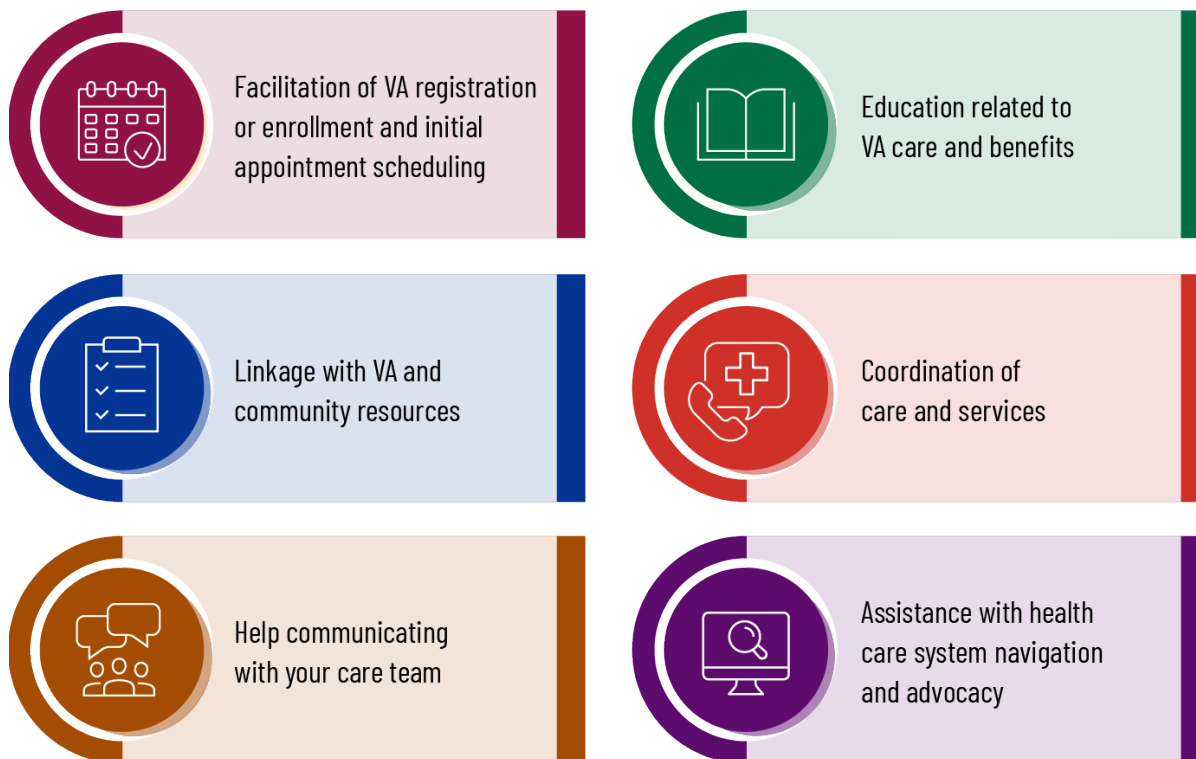 Facilitation of VA registration
or enrollment and initial
appointment scheduling
Education related to
VA care and benefits
Linkage with VA and
community resources
Coordination of
care and services
Help communicating
with your care team
Assistance with health
care system navigation
and advocacy